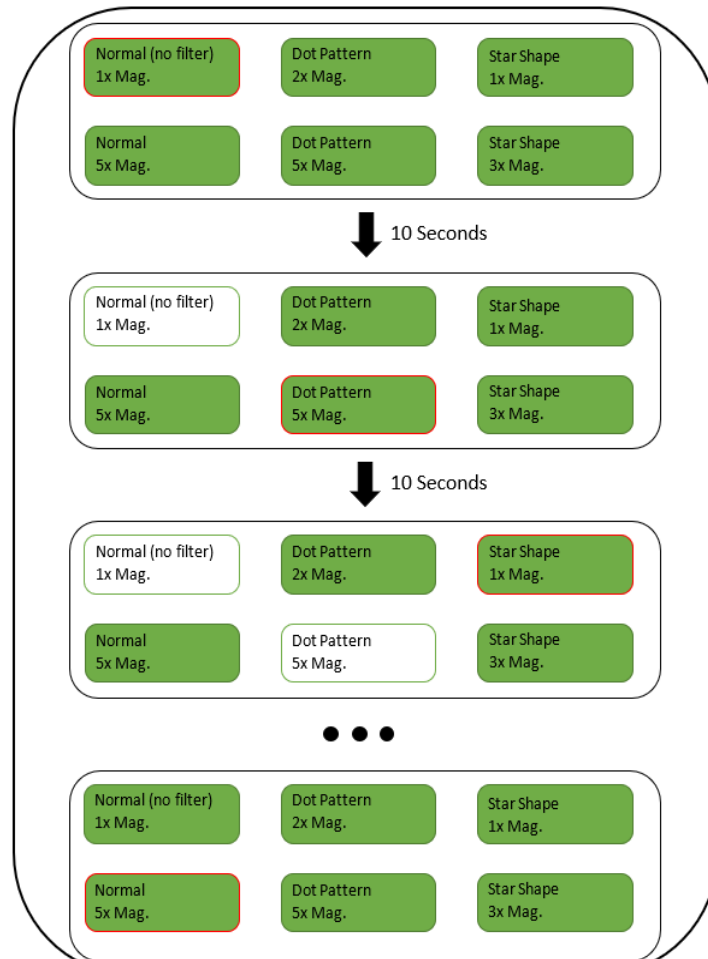 Normal (no filter)
1x Mag.
Dot Pattern
2x Mag.
Star Shape
1x Mag.
Normal
5x Mag.
Dot Pattern
5x Mag.
Star Shape
3x Mag.
10 Seconds
Normal (no filter)
1x Mag.
Dot Pattern
2x Mag.
Star Shape
1x Mag.
Normal
5x Mag.
Dot Pattern
5x Mag.
Star Shape
3x Mag.
10 Seconds
Normal (no filter)
1x Mag.
Dot Pattern
2x Mag.
Star Shape
1x Mag.
Normal
5x Mag.
Dot Pattern
5x Mag.
Star Shape
3x Mag.
Normal (no filter)
1x Mag.
Dot Pattern
2x Mag.
Star Shape
1x Mag.
Normal
5x Mag.
Dot Pattern
5x Mag.
Star Shape
3x Mag.